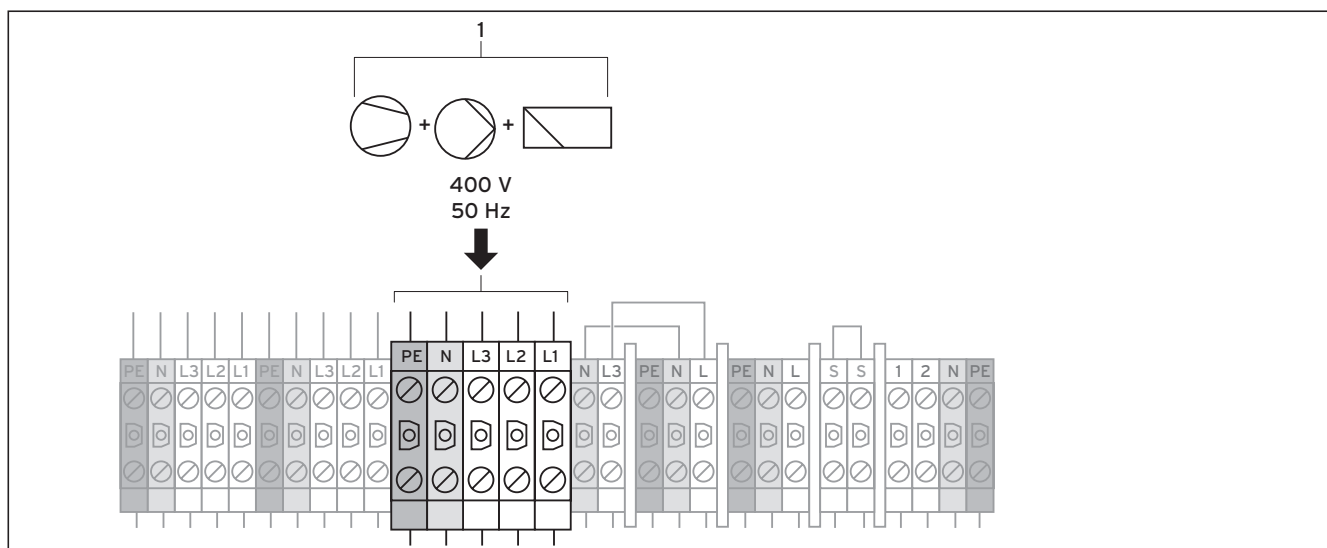 1
+ +
400 V
50 Hz
PE N L3 L2 L1 PE N L3 L2 L1 PE N L3 L2 L1 N L3 PE N L PE N L S S 1 2 N PE